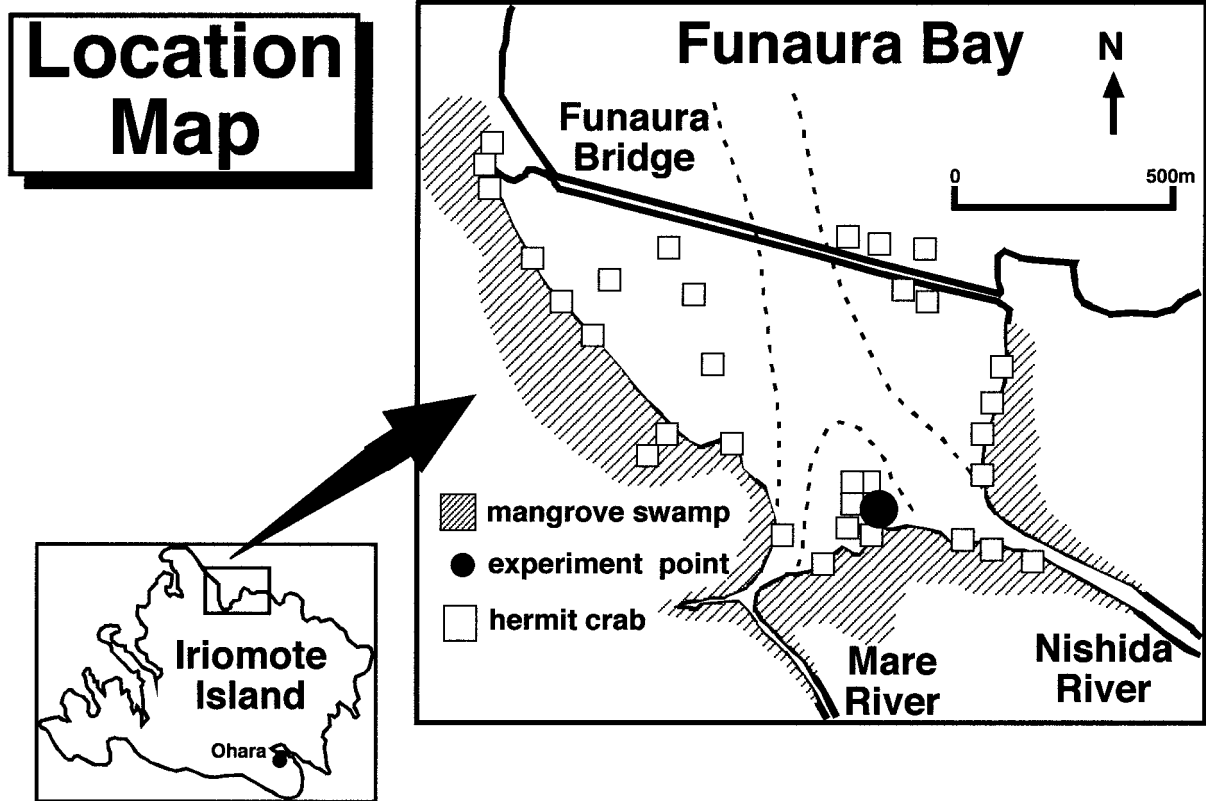 Location
Map
Funaura Bay
N
Funaura
Bridge
0
500m
mangrove swamp
experiment point
hermit crab
Mare
River
Nishida
River
Iriomote
Island
Ohara